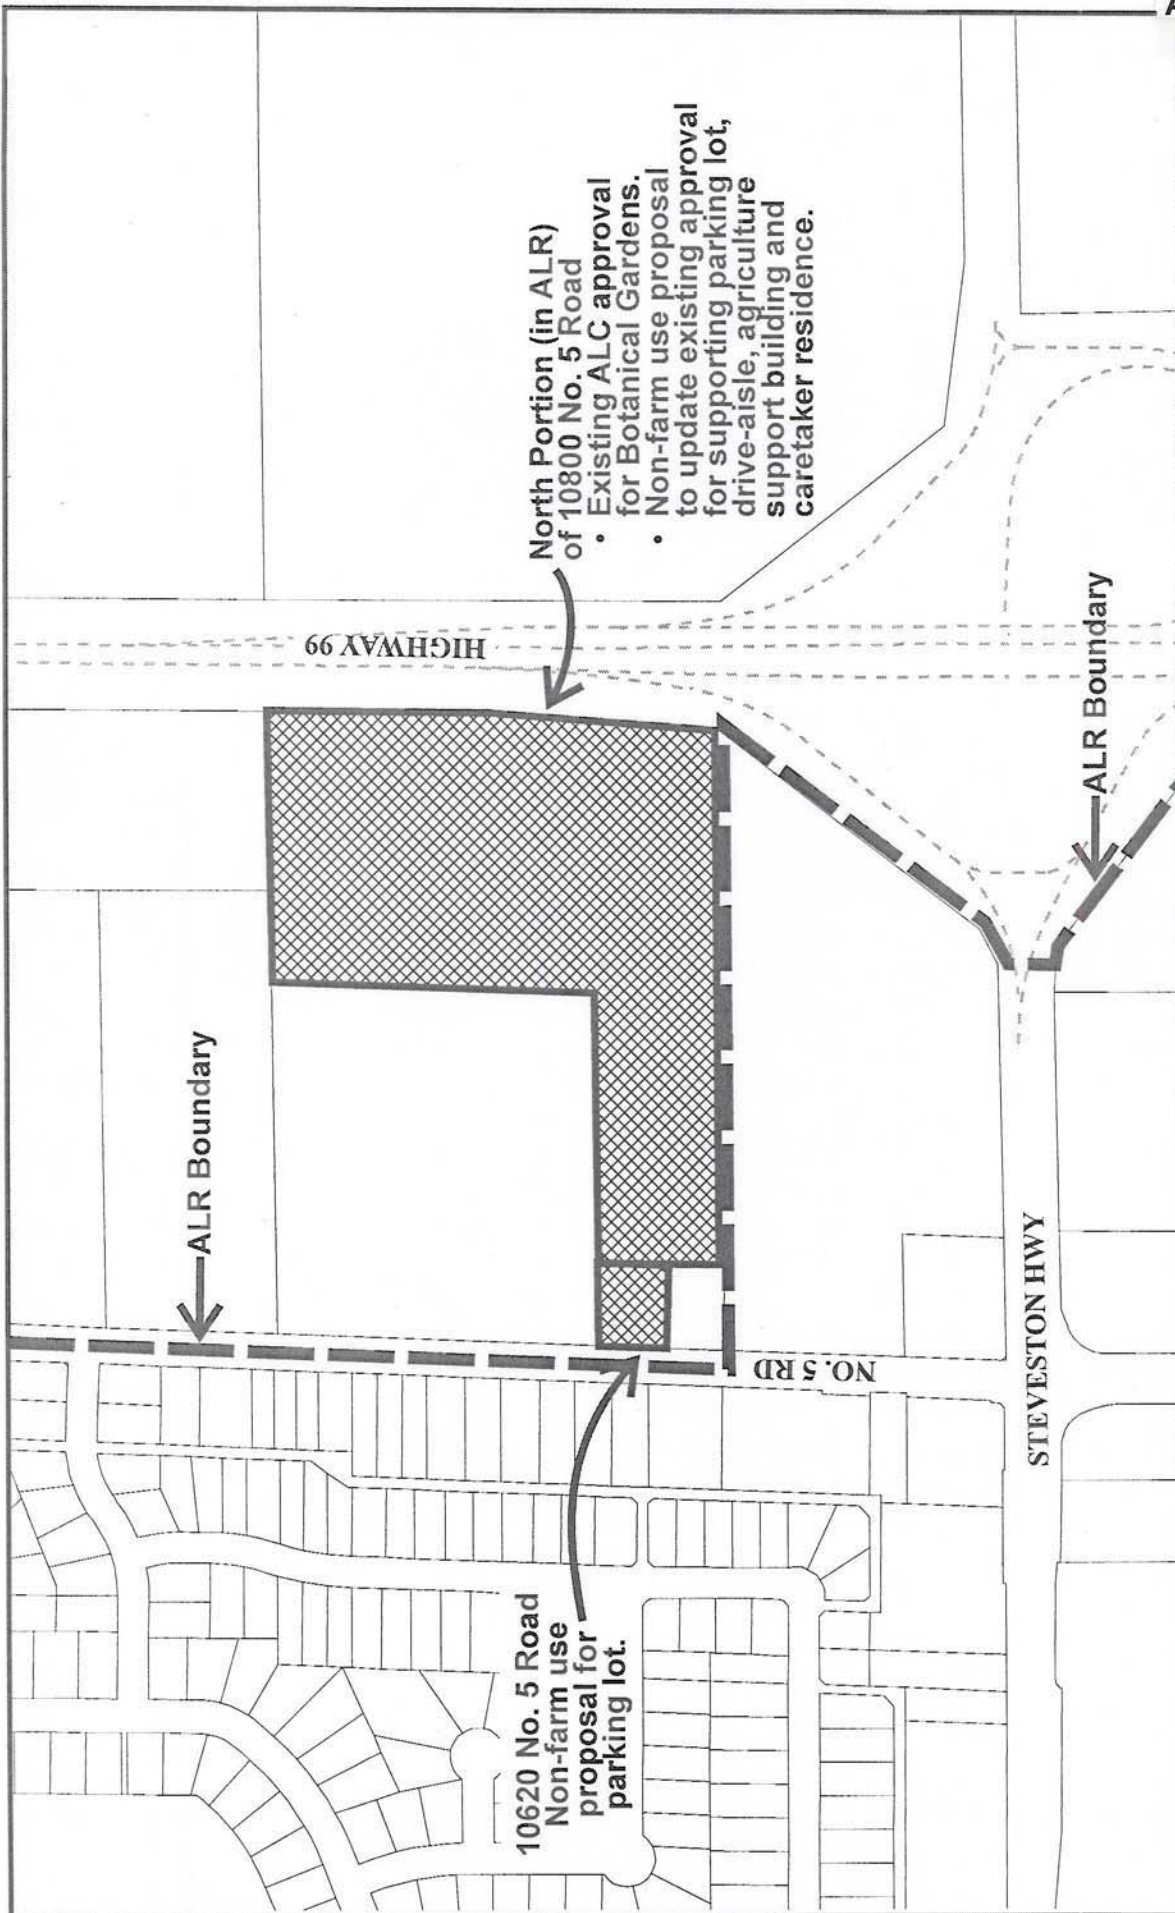 North Portion (in ALR)
of 10800 No. 5 Road
• Existing ALC approval
for Botanical Gardens.
• Non-farm use proposal
to update existing approval
for supporting parking lot,
drive-aisle, agriculture
support building and
caretaker residence.
HIGHWAY 99
ALR Boundary
ALR Boundary
NO. 5 RD
STEVESTON HWY
10620 No. 5 Road
Non-farm use
proposal for
parking lot.